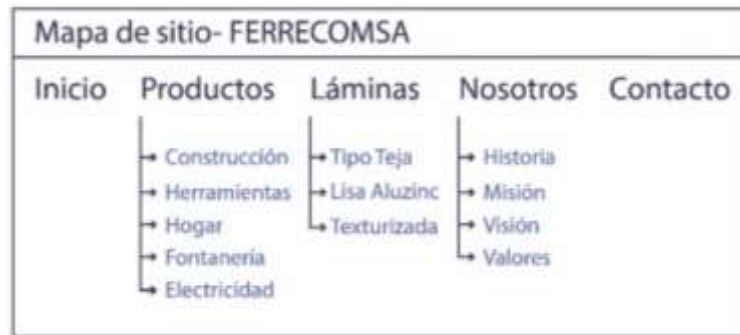 Mapa de sitio- FERRECOMSA
Inicio Productos Láminas Nosotros Contacto
Construcción Tipo Teja Historia
Herramientas Lisa Aluzinc Misión
Hogar Texturizada Visión
Fontanería Valores
Electricidad